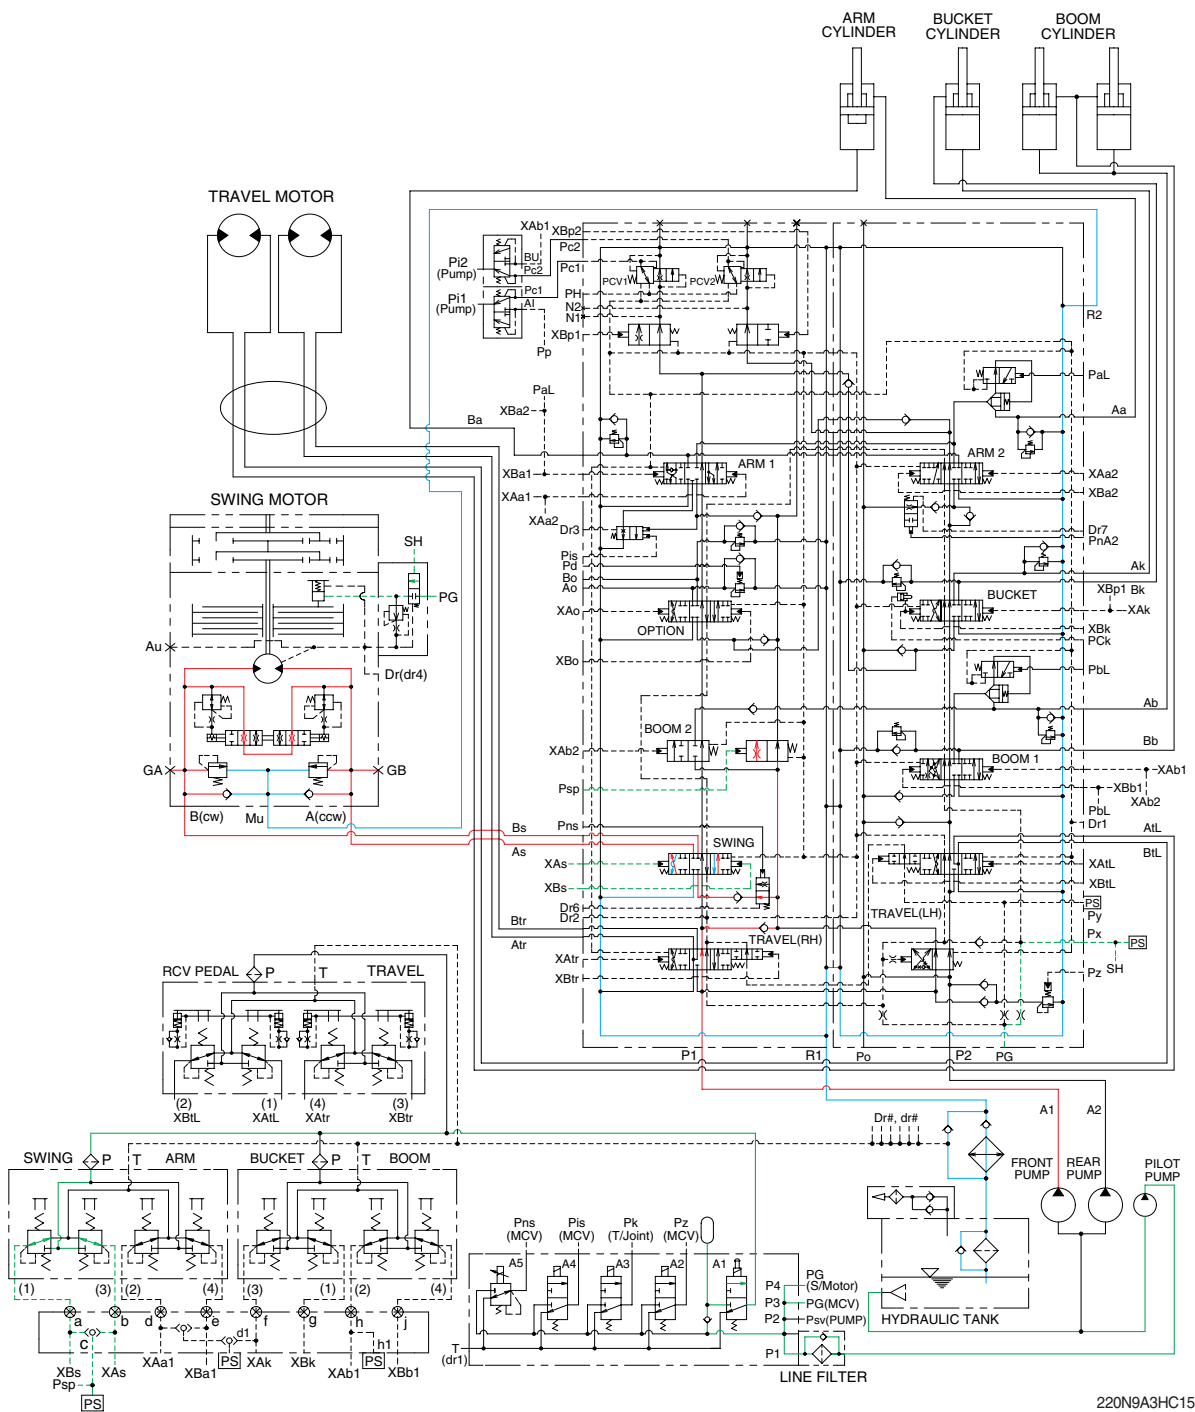 ARM
CYLINDER
BUCKET
CYLINDER
BOOM
CYLINDER
TRAVEL MOTOR
XAb1
XBp2
Pc2
BU
Pi2
(Pump)
Pc2
Pc1
Pc1
PCV1
PCV2
PH
Pi1
(Pump)
AI
N2
N1
R2
XBp1
Pp
PaL
PaL
XBa2
Ba
Aa
ARM 1
ARM 2
XBa1
XAa2
XAa1
XBa2
SWING MOTOR
XAa2
Dr3
Dr7
PnA2
SH
Pis
Pd
Bo
Ao
Ak
XBp1 Bk
PG
BUCKET
XAo
OPTION
XAk
XBk
PCk
Au
XBo
Dr(dr4)
PbL
Ab
BOOM 2
XAb2
Bb
BOOM 1
GA
GB
XAb1
Psp
XBb1
XAb2
PbL
Dr1
B(cw)
Mu
A(ccw)
Pns
Bs
As
SWING
AtL
BtL
XAs
XAtL
XBs
XBtL
Dr6
Dr2
PS
Py
Btr
TRAVEL(LH)
Px
Atr
TRAVEL(RH)
PS
XAtr
SH
XBtr
Pz
RCV PEDAL
P
T
TRAVEL
P1
R1
Po
P2
PG
(2)
(1)
(4)
(3)
XBtL
XAtL
XAtr
XBtr
A1
A2
Dr#, dr#
SWING
P
T
ARM
BUCKET
P
T
BOOM
FRONT
PUMP
REAR
PUMP
PILOT
PUMP
Pns
(MCV)
Pis
(MCV)
Pk
(T/Joint)
Pz
(MCV)
A5
A4
A3
A2
A1
(1)
(3)
(2)
(4)
(3)
(1)
(2)
(4)
P4
PG
(S/Motor)
P3
PG(MCV)
P2
Psv(PUMP)
HYDRAULIC TANK
a
b
d
e
f
g
h
j
c
d1
h1
T
(dr1)
P1
LINE FILTER
XBs
XAs
XAa1
XBa1
PS
XAk
XBk
XAb1
PS
XBb1
Psp
PS
220N9A3HC15